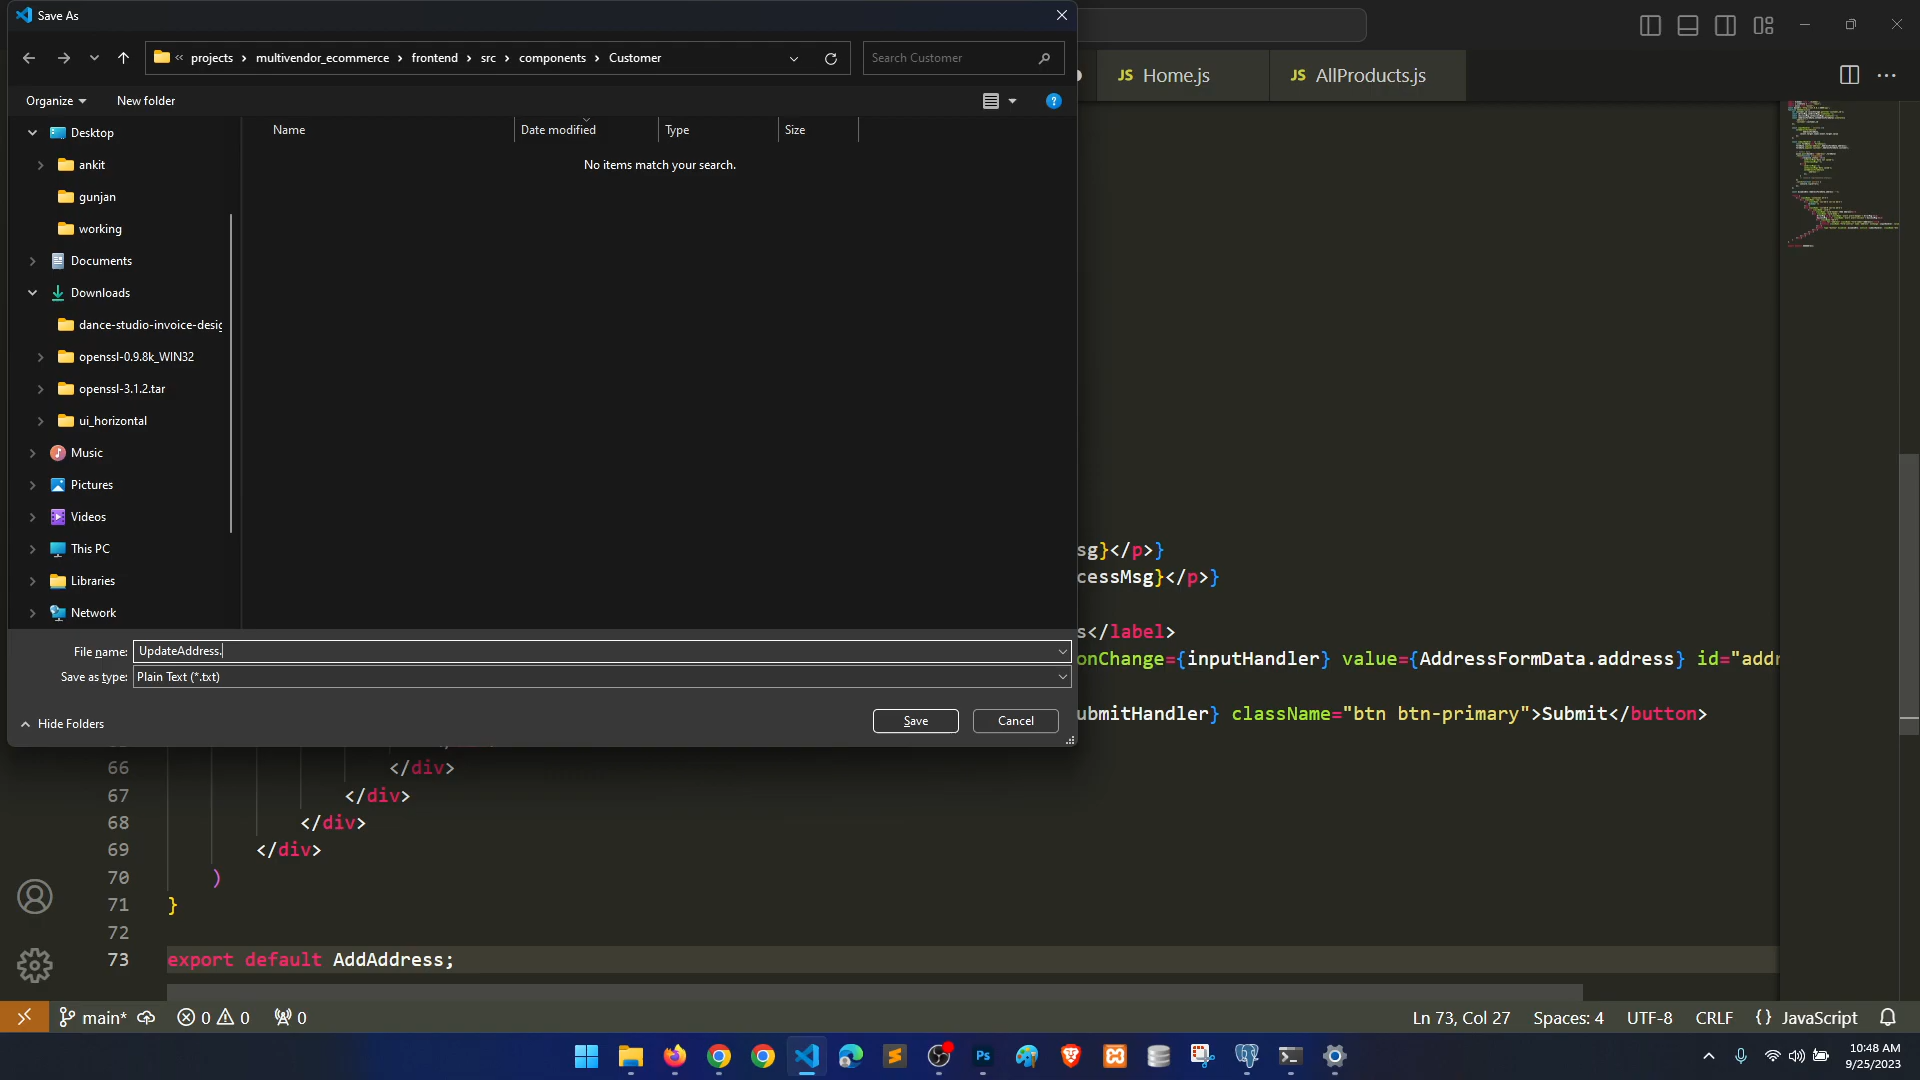 Save As
« projects › multivendor_ecommerce › frontend › src › components › Customer
Search Customer
Organize
New folder
Home.js
AllProducts.js
JS
JS
Name
Date modified
Type
Size
No items match your search.
Desktop
ankit
gunjan
working
Documents
Downloads
dance-studio-invoice-desig
openssl-0.9.8k_WIN32
openssl-3.1.2.tar
ui_horizontal
Music
Pictures
Videos
This PC
Libraries
Network
File name:
UpdateAddress.
Save as type:
Plain Text (*.txt)
Hide Folders
Save
Cancel
sg}</p>}
cessMsg}</p>}
s</label>
onChange={inputHandler} value={AddressFormData.address} id="addr
ubmitHandler} className="btn btn-primary">Submit</button>
66 </div>
67 </div>
68 </div>
69 </div>
70 )
71 }
72
73 export default AddAddress;
main*
0
0
0
Ln 73, Col 27
Spaces: 4
UTF-8
CRLF
{} JavaScript
Ps
10:48 AM
9/25/2023